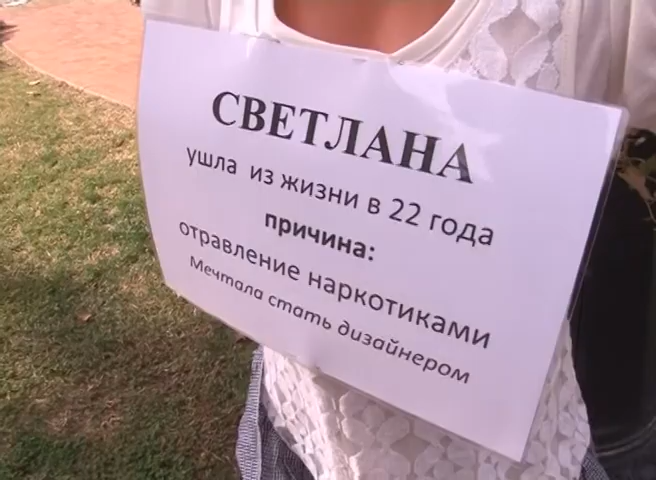 СВЕТЛАНА
ушла из жизни в 22 года
причина:
отравление наркотиками
Мечтала стать дизайнером